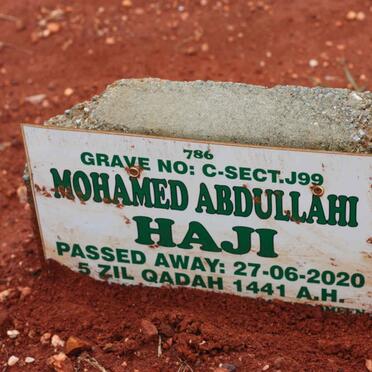 786
GRAVE NO: C-SECT.J99
MOHAMED ABDULLAHI
HAJI
PASSED AWAY: 27-06-2020
5 ZIL QADAH 1441 A.H.